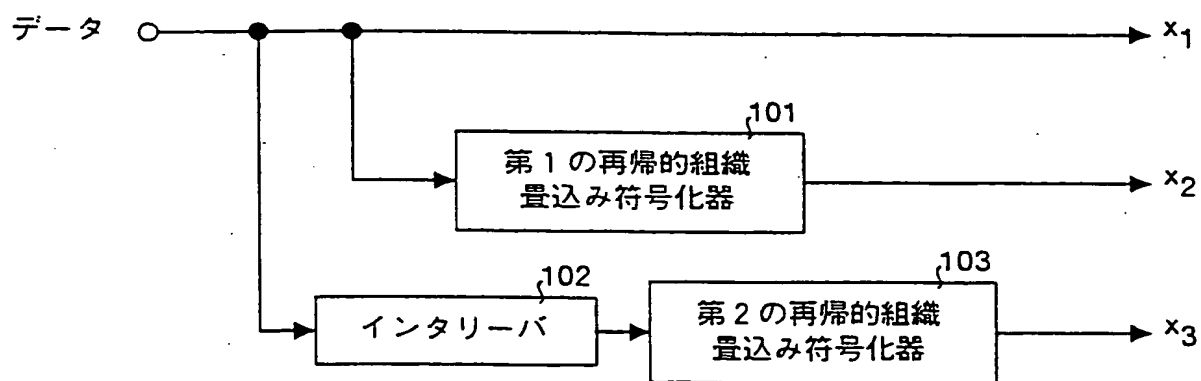 データ
x1
101
第1の再帰的組織
畳込み符号化器
x2
102
インタリーバ
103
第2の再帰的組織
畳込み符号化器
x3